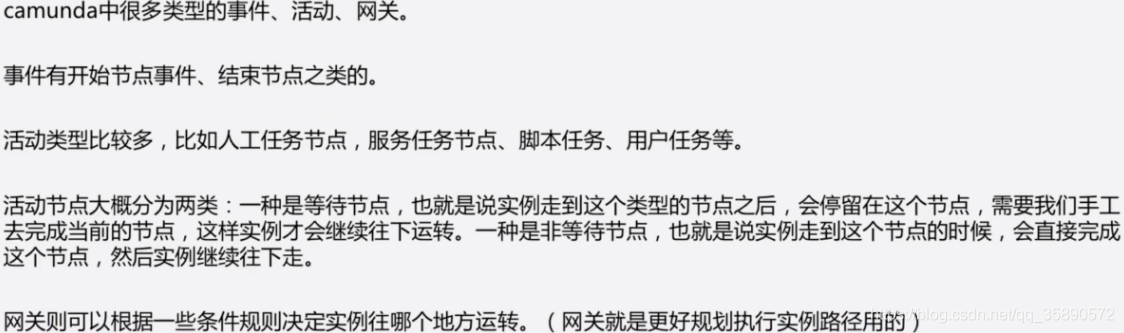 camunda中很多类型的事件、活动、网关。
事件有开始节点事件、结束节点之类的。
活动类型比较多，比如人工任务节点，服务任务节点、脚本任务、用户任务等。
活动节点大概分为两类：一种是等待节点，也就是说实例走到这个类型的节点之后，会停留在这个节点，需要我们手工
去完成当前的节点，这样实例才会继续往下运转。一种是非等待节点，也就是说实例走到这个节点的时候，会直接完成
这个节点，然后实例继续往下走。
网关则可以根据一些条件规则决定实例往哪个地方运转。（网关就是更好规划执行实例路径用的）
blog.csdn.net/qq_35890572